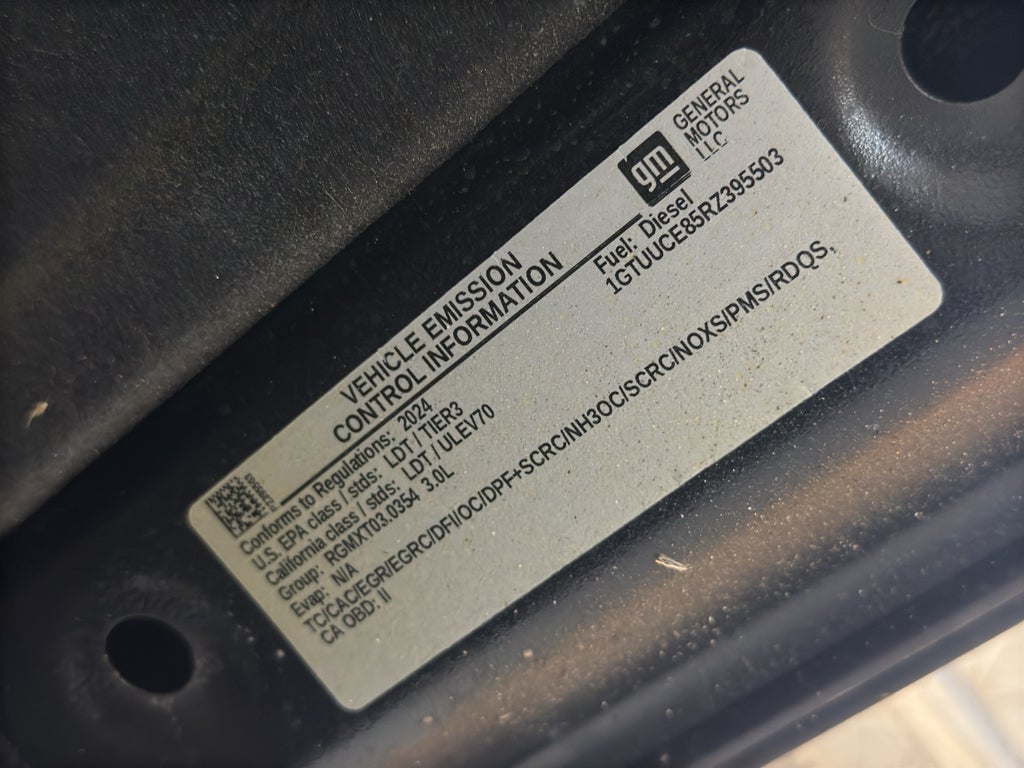 VEHICLE EMISSION
CONTROL INFORMATION
gm
GENERAL
MOTORS
LLC
Conforms to Regulations: 2024
U.S. EPA class / stds: LDT / TIER3
California class / stds: LDT / ULEV70
Group: RGMXT03.0354 3.0L
Evap: N/A
TC/CAC/EGR/EGRC/DFI/OC/DPF+SCRC/NH3OC/SCRC/NOXS/PMS/RDQS,
CA OBD: II
Fuel: Diesel
1GTUUCE85RZ395503